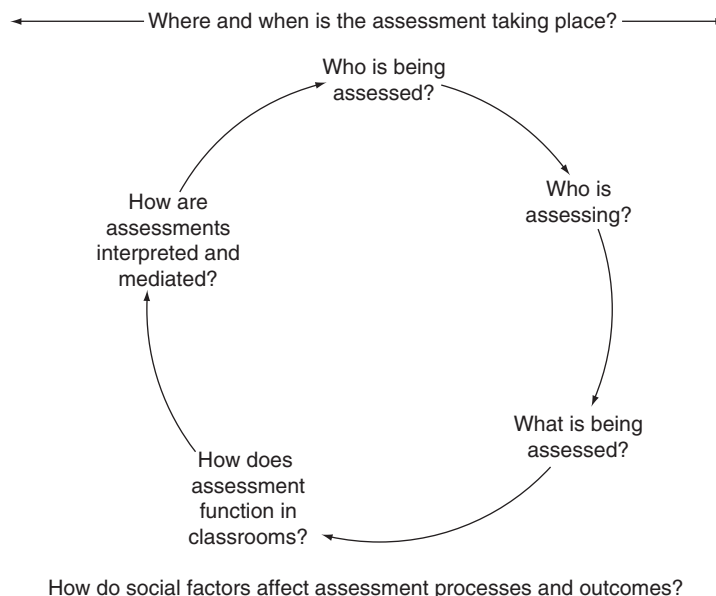 Where and when is the assessment taking place?
Who is being
assessed?
Who is
assessing?
What is being
assessed?
How does
assessment
function in
classrooms?
How are
assessments
interpreted and
mediated?
How do social factors affect assessment processes and outcomes?